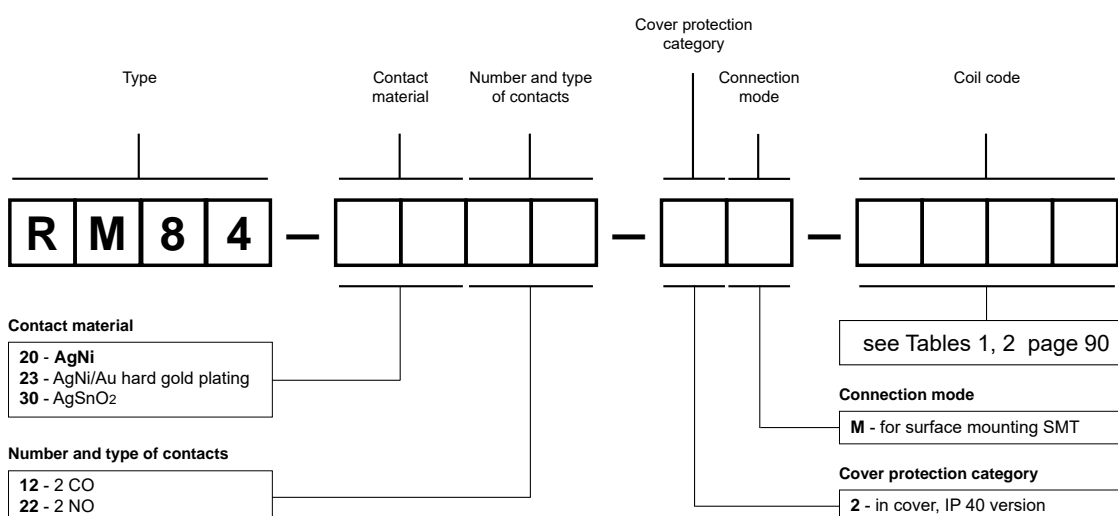 Cover protection
category
Type
Contact
material
Number and type
of contacts
Connection
mode
Coil code
R M 8 4 – – –
Contact material
20 - AgNi
23 - AgNi/Au hard gold plating
30 - AgSnO2
Number and type of contacts
12 - 2 CO
22 - 2 NO
see Tables 1, 2 page 90
Connection mode
M - for surface mounting SMT
Cover protection category
2 - in cover, IP 40 version